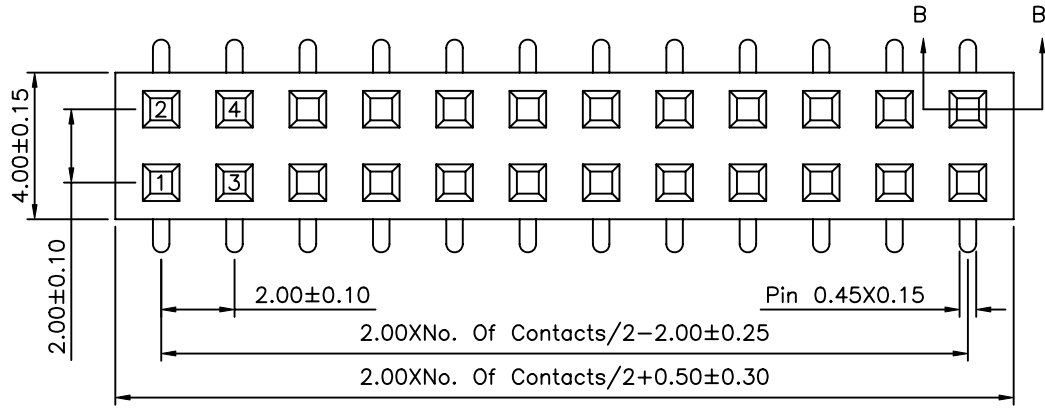 B B
4.00±0.15
2.00±0.10
2 4
1 3
2.00±0.10
Pin 0.45X0.15
2.00XNo. Of Contacts/2-2.00±0.25
2.00XNo. Of Contacts/2+0.50±0.30